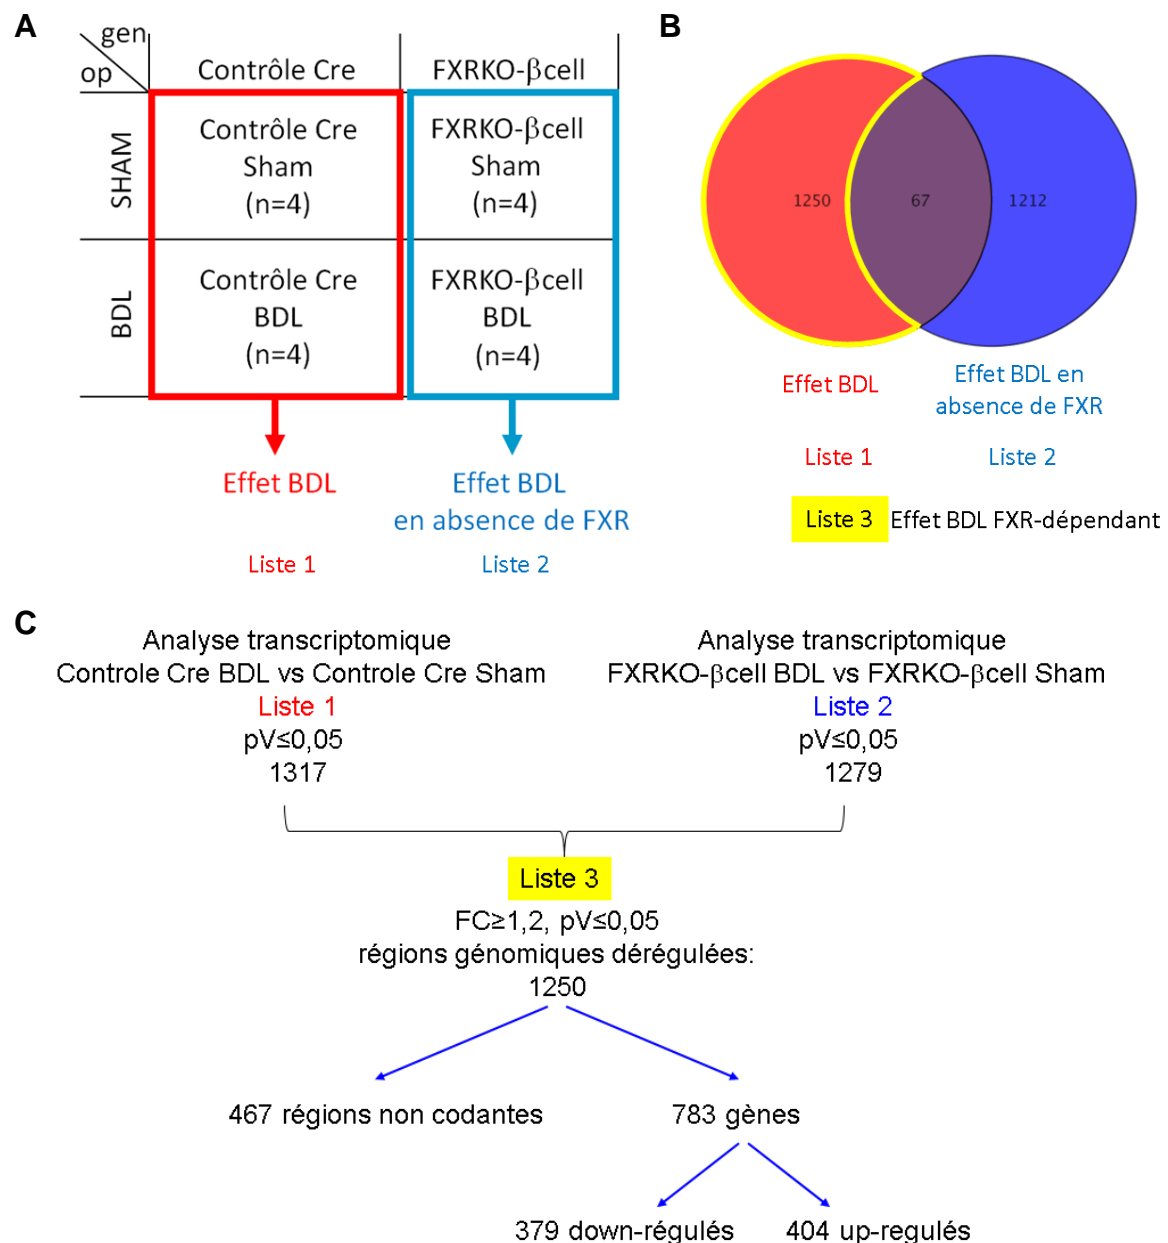 A
gen
op
Contrôle Cre
FXRKO-βcell
SHAM
Contrôle Cre
Sham
(n=4)
FXRKO-βcell
Sham
(n=4)
BDL
Contrôle Cre
BDL
(n=4)
FXRKO-βcell
BDL
(n=4)
Effet BDL
Liste 1
Effet BDL
en absence de FXR
Liste 2
B
1250
67
1212
Effet BDL
Liste 1
Effet BDL en
absence de FXR
Liste 2
Liste 3 Effet BDL FXR-dépendant
C
Analyse transcriptomique
Controle Cre BDL vs Controle Cre Sham
Liste 1
pV≤0,05
1317
Analyse transcriptomique
FXRKO-βcell BDL vs FXRKO-βcell Sham
Liste 2
pV≤0,05
1279
Liste 3
FC≥1,2, pV≤0,05
régions génomiques dérégulées:
1250
467 régions non codantes
783 gènes
379 down-régulés
404 up-regulés